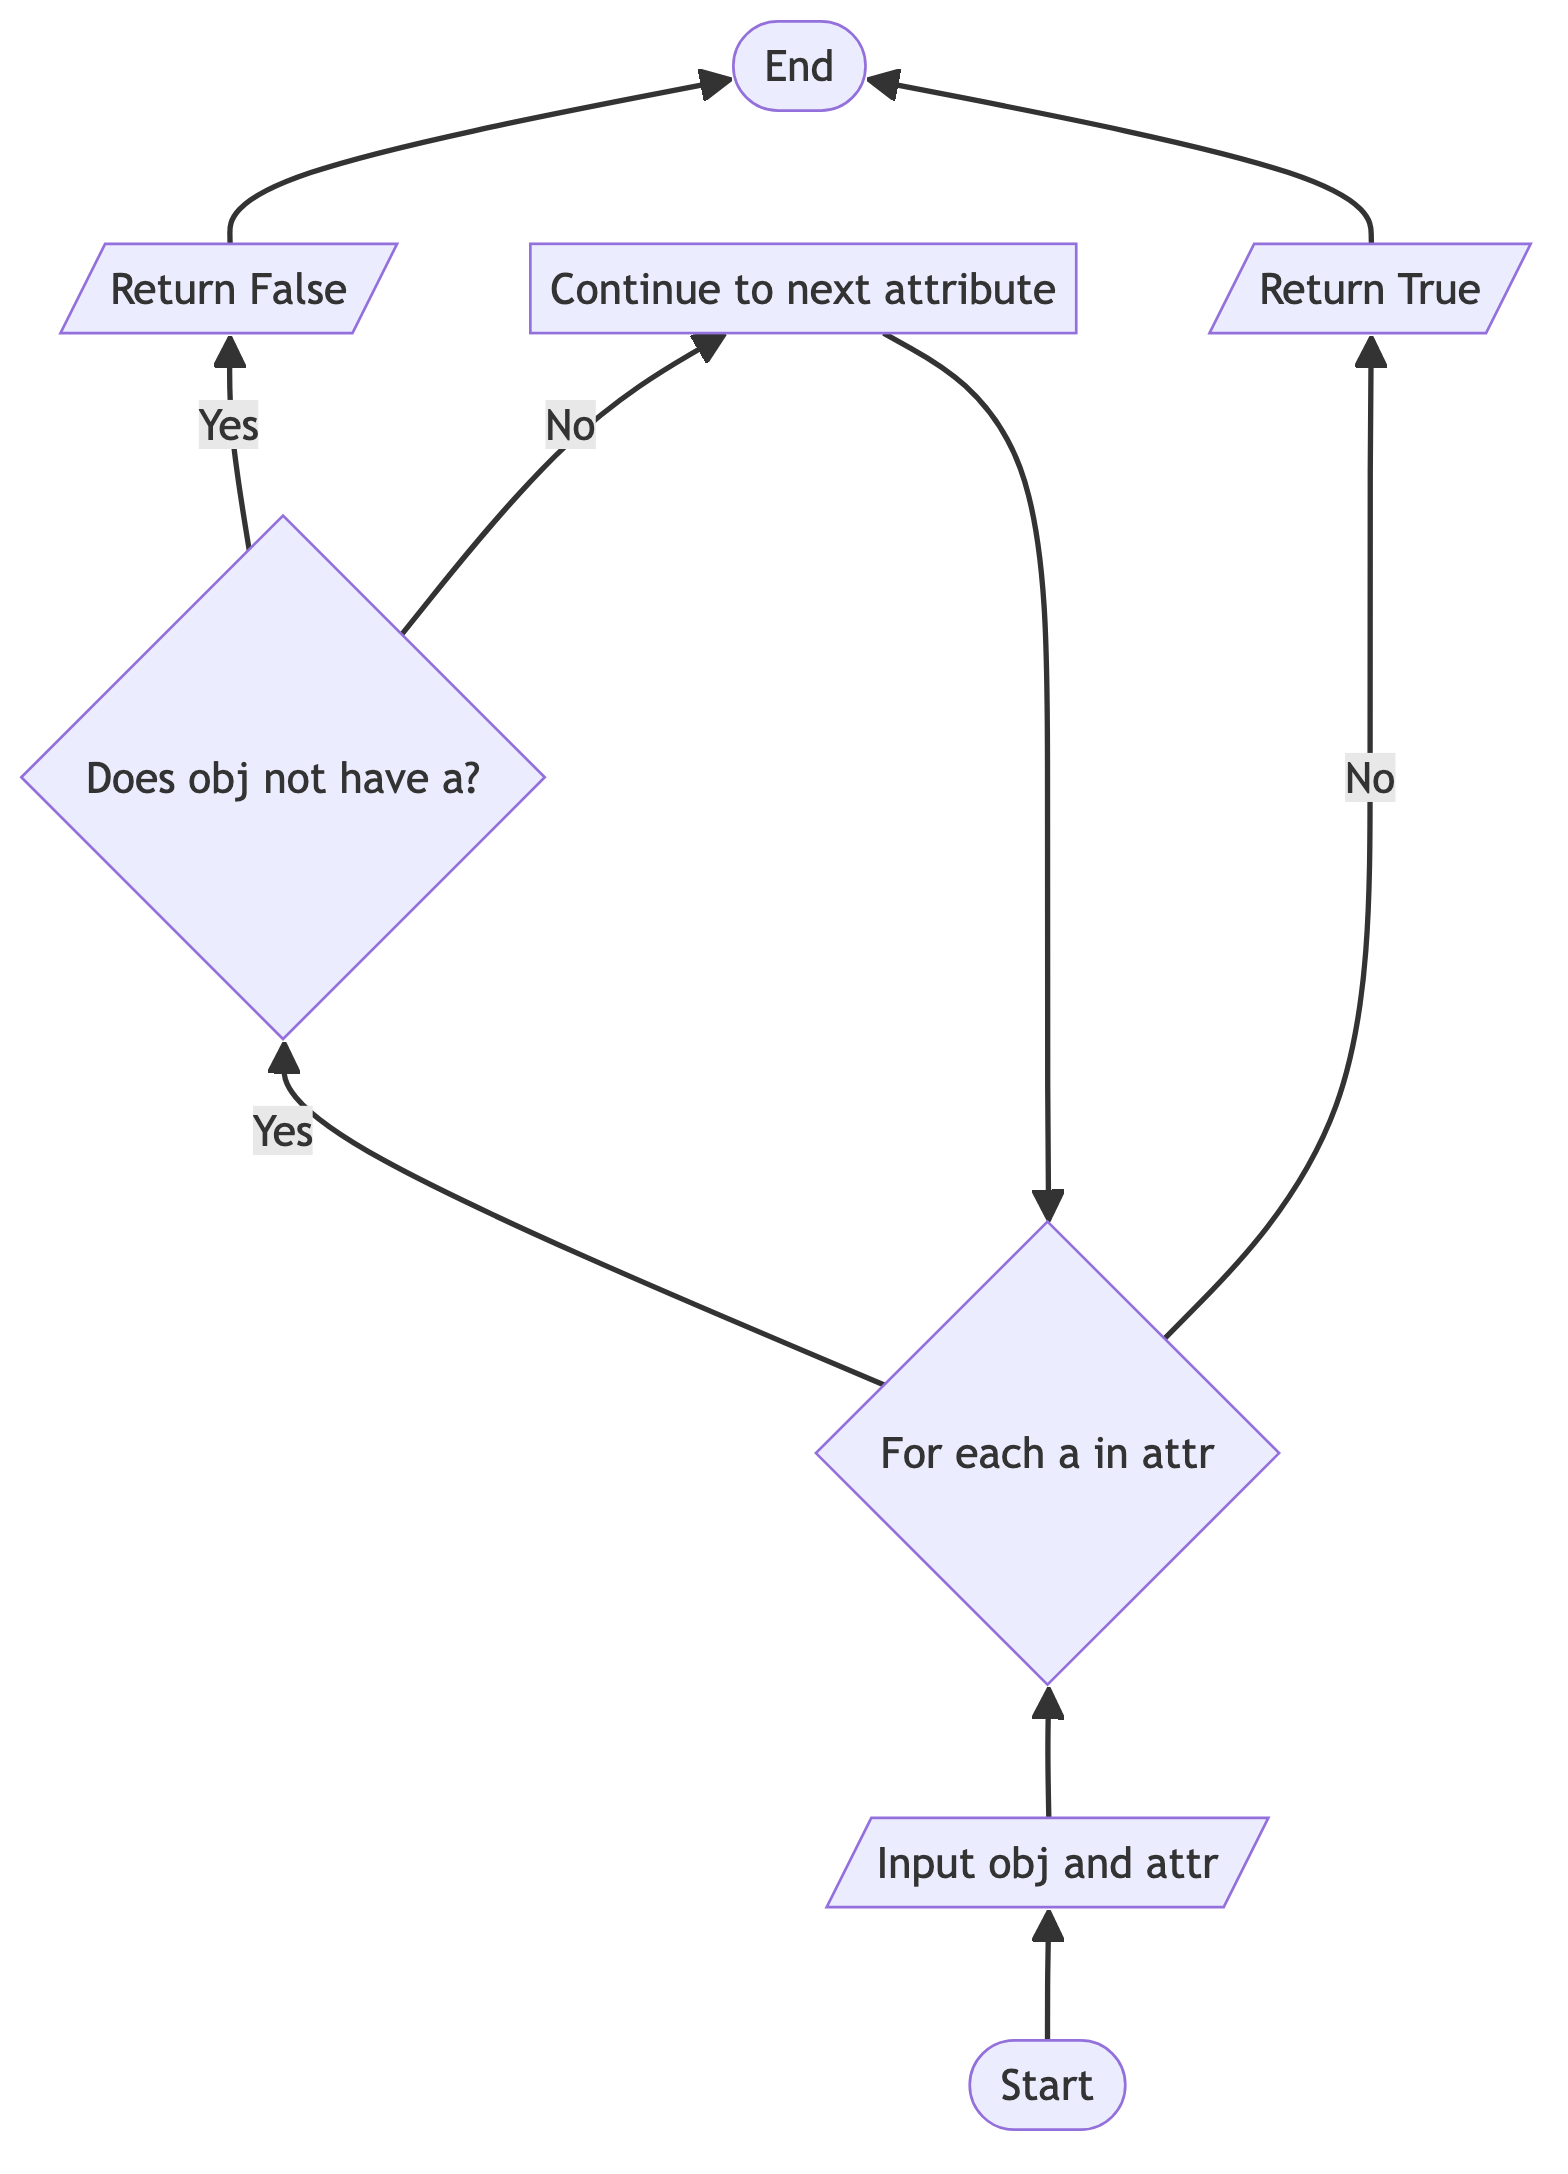 End
Return False
Continue to next attribute
Return True
Yes
No
Does obj not have a?
No
Yes
For each a in attr
Input obj and attr
Start